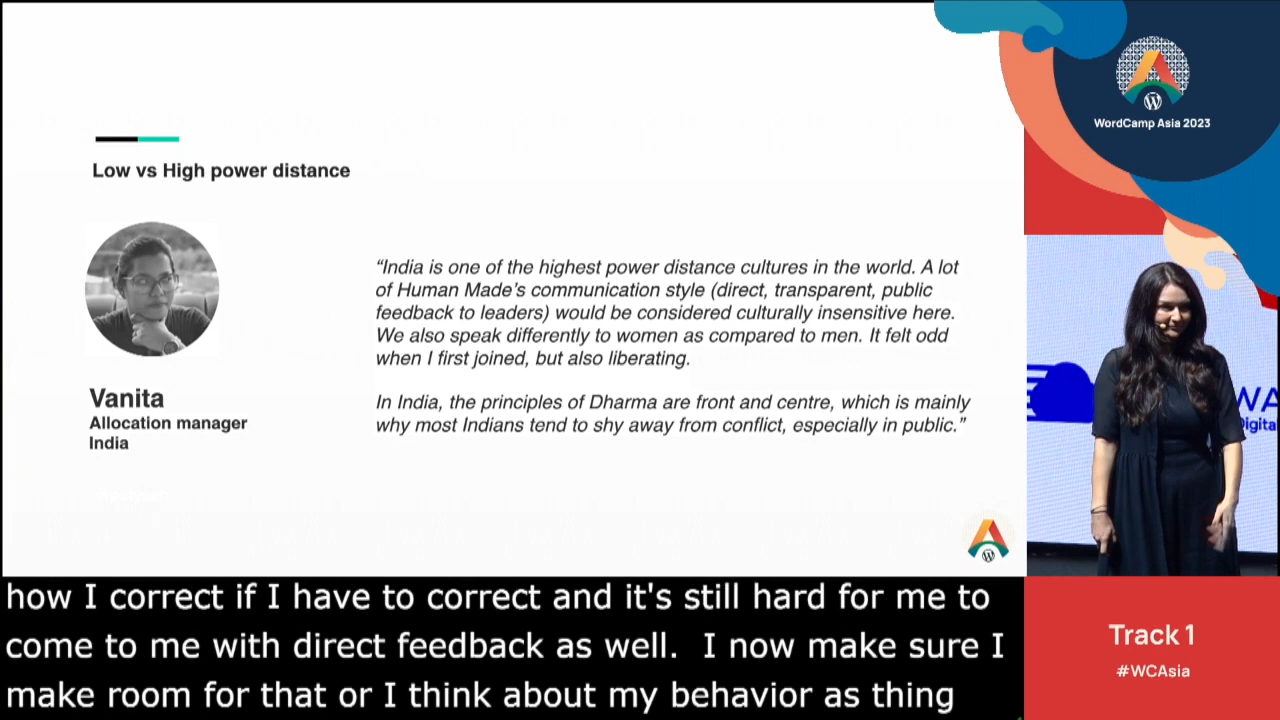 WordCamp Asia 2023
Low vs High power distance
“India is one of the highest power distance cultures in the world. A lot
of Human Made’s communication style (direct, transparent, public
feedback to leaders) would be considered culturally insensitive here.
We also speak differently to women as compared to men. It felt odd
when I first joined, but also liberating.
In India, the principles of Dharma are front and centre, which is mainly
why most Indians tend to shy away from conflict, especially in public.”
Vanita
Allocation manager
India
how I correct if I have to correct and it's still hard for me to
come to me with direct feedback as well. I now make sure I
make room for that or I think about my behavior as thing
Track 1
#WCAsia